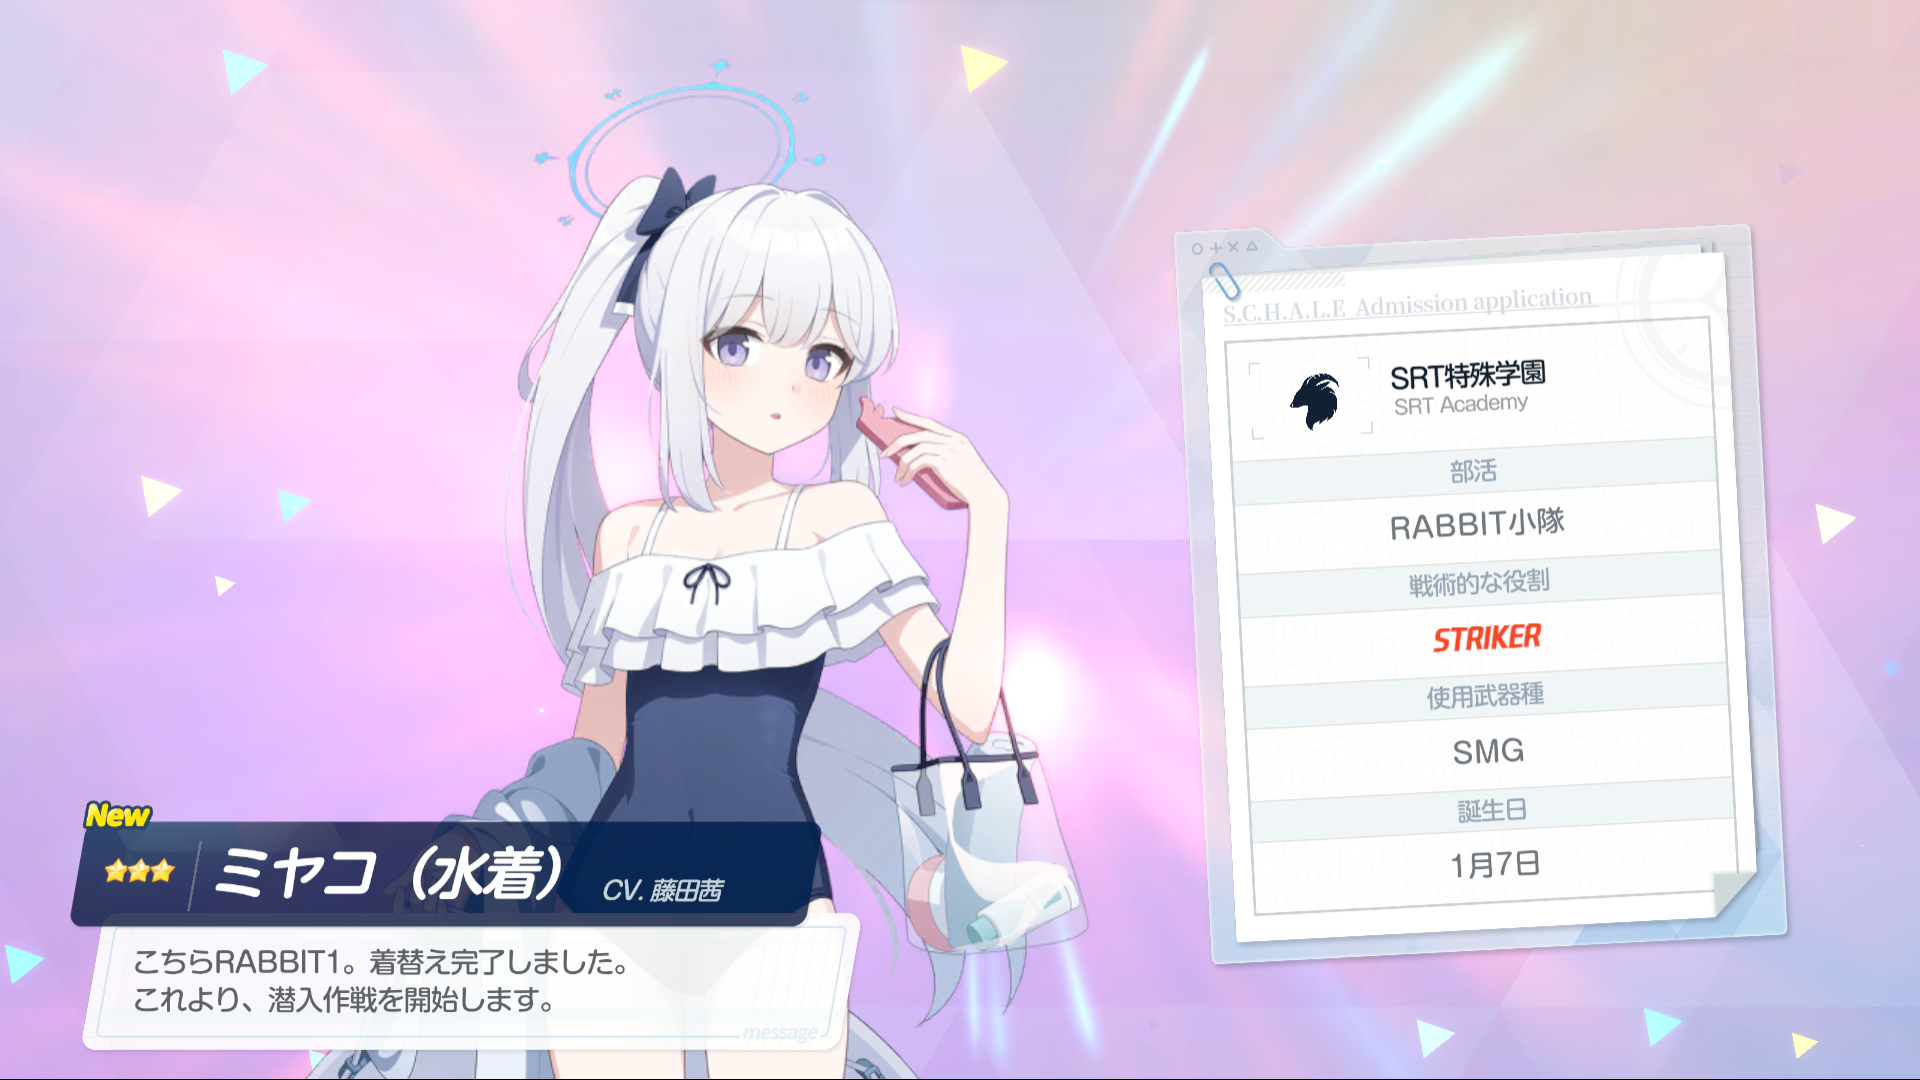 S.C.H.A.L.E Admission application
SRT特殊学園
SRT Academy
部活
RABBIT小隊
戦術的な役割
STRIKER
使用武器種
SMG
誕生日
1月7日
New
ミヤコ（水着）
CV. 藤田茜
こちらRABBIT1。着替え完了しました。
これより、潜入作戦を開始します。
message